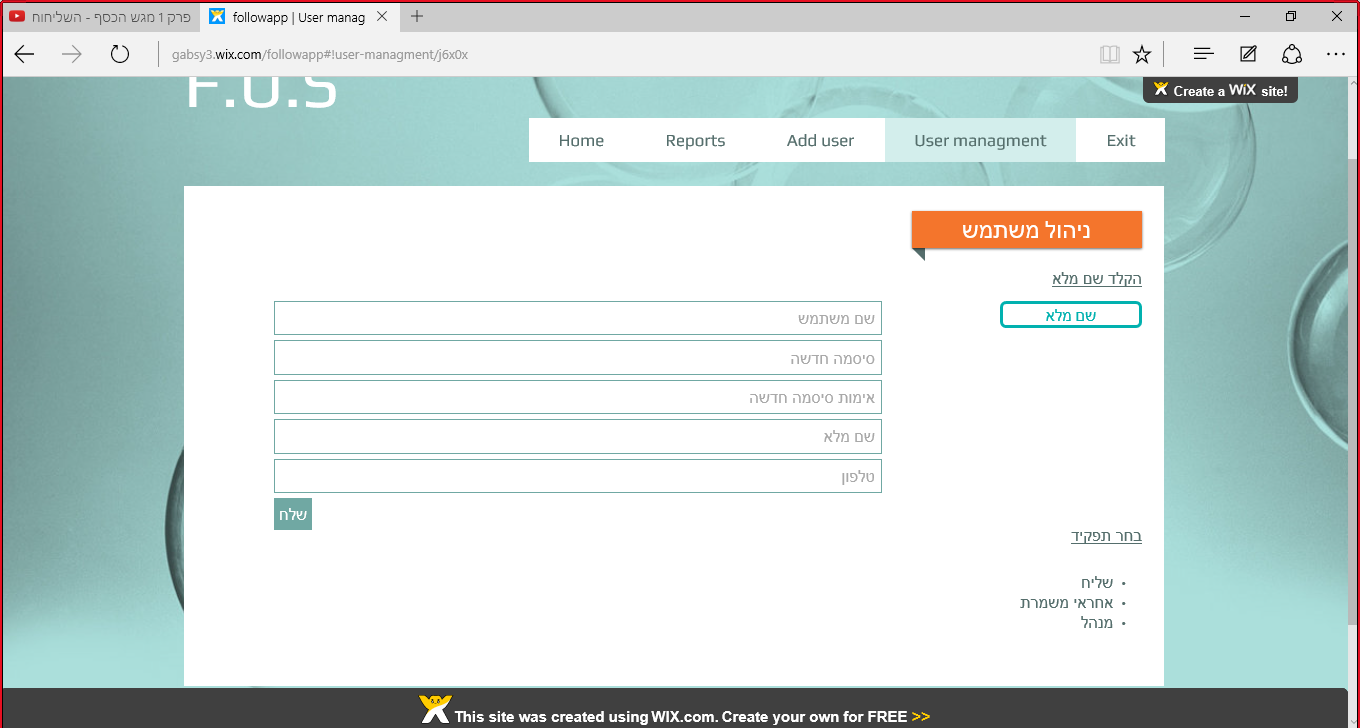 פרק 1 מגש הכסף - השליחות
followapp | User manag
gabsy3.wix.com/followapp#!user-managment/j6x0x
F.U.S
Create a WiX site!
Home
Reports
Add user
User managment
Exit
ניהול משתמש
הקלד שם מלא
שם מלא
שם משתמש
סיסמה חדשה
אימות סיסמה חדשה
שם מלא
טלפון
שלח
בחר תפקיד
• שליח
• אחראי משמרת
• מנהל
This site was created using WIX.com. Create your own for FREE >>